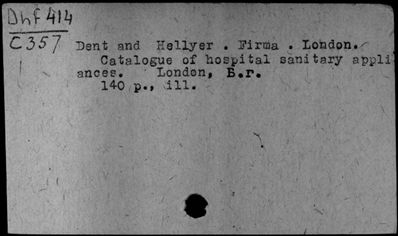 Dhf 414
C357
Dent and Hellyer . Firma . London.
Catalogue of hospital sanitary appli
ances. London, B.r.
140 p., ill.